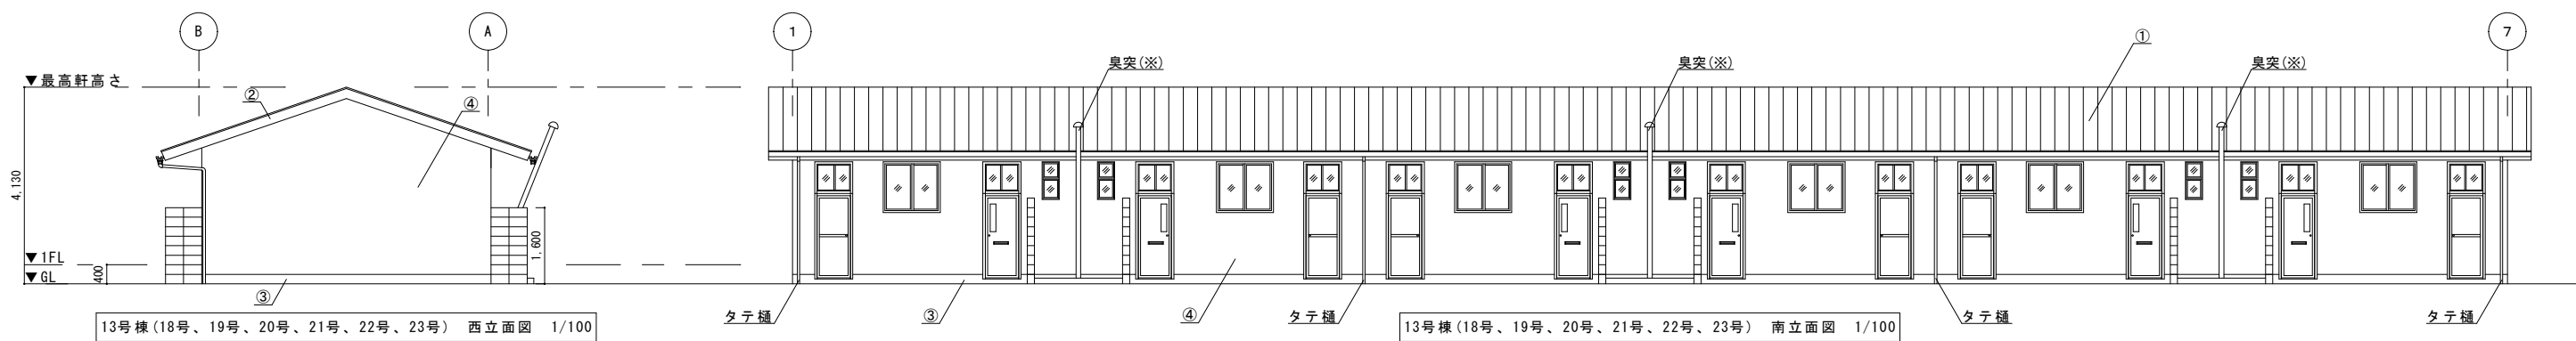 B
A
1
7
▼最高軒高さ
②
④
臭突(※)
臭突(※)
臭突(※)
①
4,130
▼1FL
▼GL
400
1,600
③
タテ樋
③
④
タテ樋
タテ樋
タテ樋
13号棟(18号、19号、20号、21号、22号、23号) 西立面図 1/100
13号棟(18号、19号、20号、21号、22号、23号) 南立面図 1/100